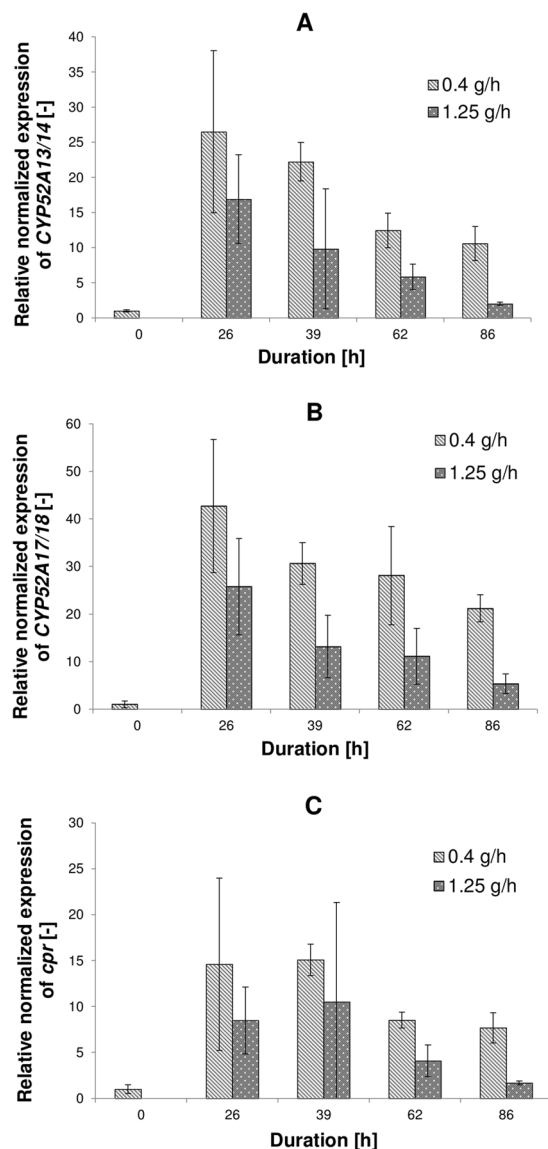 A
Relative normalized expression
of CYP52A13/14 [-]
40
35
30
25
20
15
10
5
0
0.4 g/h
1.25 g/h
0 26 39 62 86
Duration [h]
B
Relative normalized expression
of CYP52A17/18 [-]
60
50
40
30
20
10
0
0.4 g/h
1.25 g/h
0 26 39 62 86
Duration [h]
C
Relative normalized expression
of cpr [-]
30
25
20
15
10
5
0
0.4 g/h
1.25 g/h
0 26 39 62 86
Duration [h]